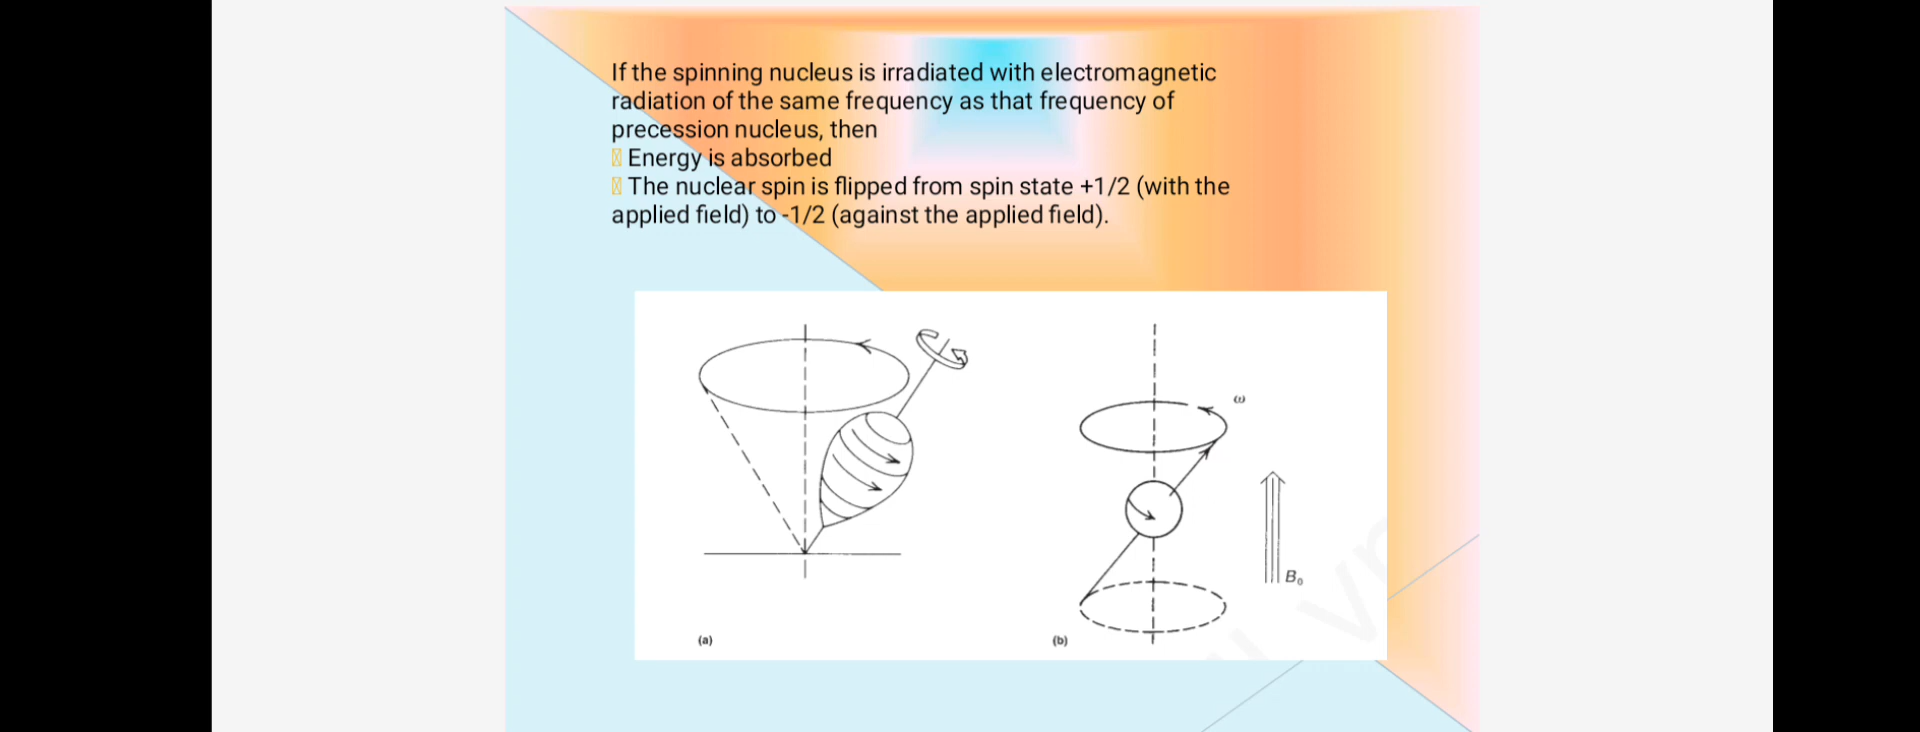 If the spinning nucleus is irradiated with electromagnetic
radiation of the same frequency as that frequency of
precession nucleus, then
Energy is absorbed
The nuclear spin is flipped from spin state +1/2 (with the
applied field) to -1/2 (against the applied field).
ω
B₀
(a)
(b)